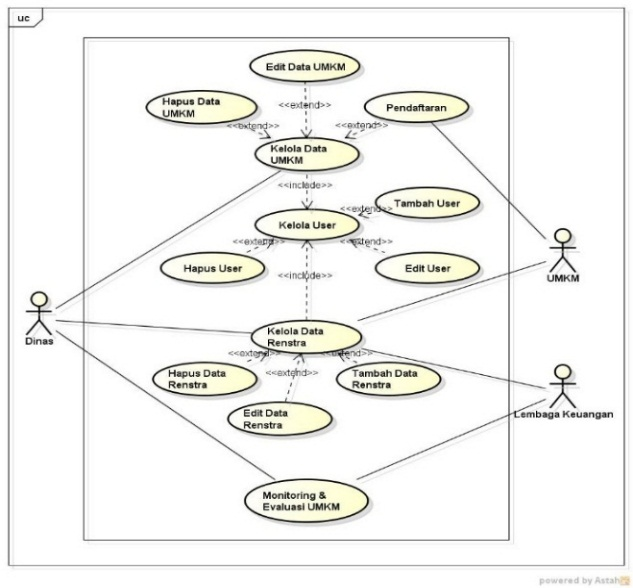 uc
Edit Data UMKM
Hapus Data
UMKM
<<extend>>
Pendaftaran
<<extend>>
<<extend>>
Kelola Data
UMKM
<<include>>
Tambah User
<<extend>>
Kelola User
<<extend>>
<<extend>>
Hapus User
Edit User
<<include>>
UMKM
Dinas
Kelola Data
Renstra
<<extend>>
<<extend>>
Hapus Data
Renstra
<<extend>>
Tambah Data
Renstra
Edit Data
Renstra
Lembaga Keuangan
Monitoring &
Evaluasi UMKM
powered by Astah